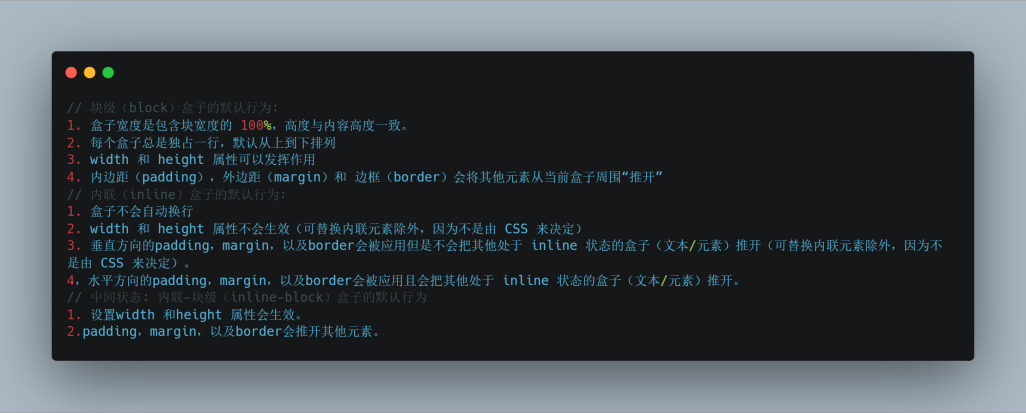 // 块级（block）盒子的默认行为:
1. 盒子宽度是包含块宽度的 100%，高度与内容高度一致。
2. 每个盒子总是独占一行，默认从上到下排列
3. width 和 height 属性可以发挥作用
4. 内边距（padding）, 外边距（margin）和 边框（border）会将其他元素从当前盒子周围“推开”
// 内联（inline）盒子的默认行为:
1. 盒子不会自动换行
2. width 和 height 属性不会生效（可替换内联元素除外，因为不是由 CSS 来决定）
3. 垂直方向的padding，margin，以及border会被应用但是不会把其他处于 inline 状态的盒子（文本/元素）推开（可替换内联元素除外，因为不
是由 CSS 来决定）。
4，水平方向的padding，margin，以及border会被应用且会把其他处于 inline 状态的盒子（文本/元素）推开。
// 中间状态: 内联-块级（inline-block）盒子的默认行为
1. 设置width 和height 属性会生效。
2.padding，margin，以及border会推开其他元素。